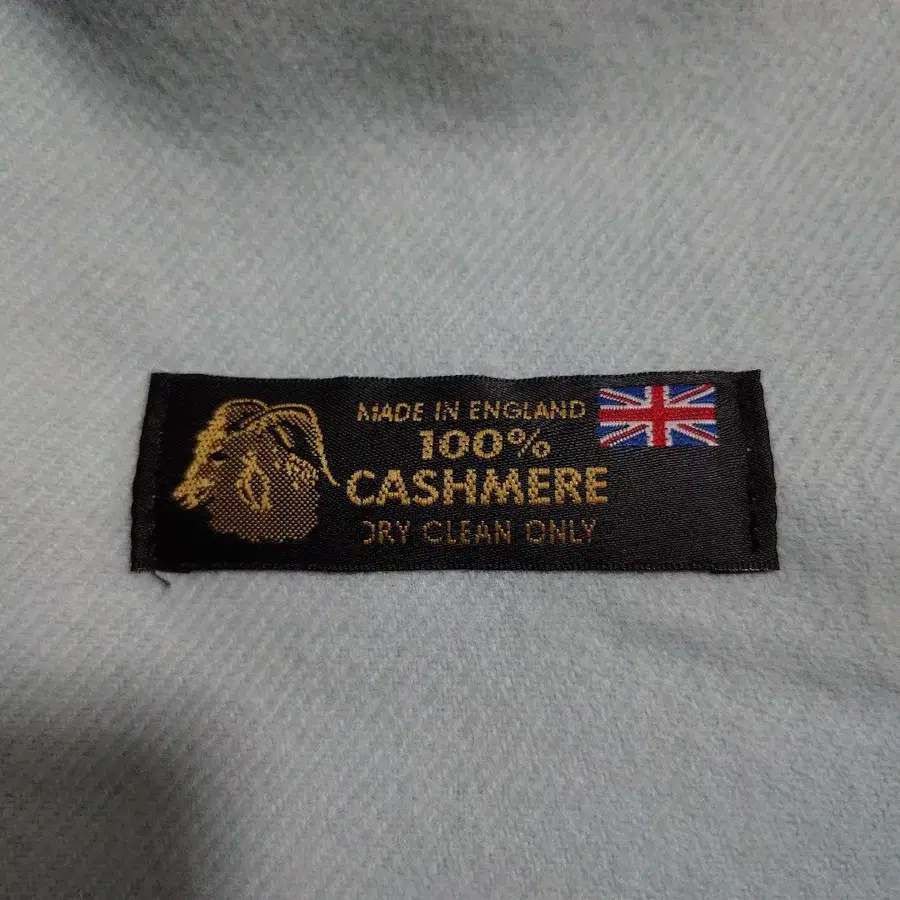 MADE IN ENGLAND
100%
CASHMERE
DRY CLEAN ONLY